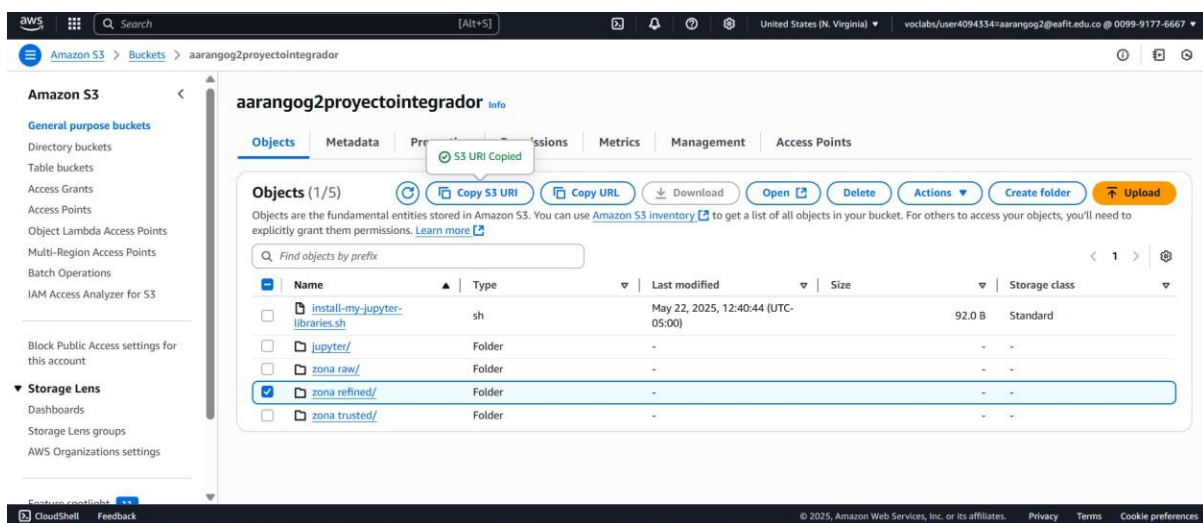 aws Search [Alt+S] United States (N. Virginia) voclabs/user4094334=aarangog2@eafit.edu.co @ 0099-9177-6667
Amazon S3 > Buckets > aarangog2proyectointegrador
Amazon S3
General purpose buckets
Directory buckets
Table buckets
Access Grants
Access Points
Object Lambda Access Points
Multi-Region Access Points
Batch Operations
IAM Access Analyzer for S3
Block Public Access settings for
this account
Storage Lens
Dashboards
Storage Lens groups
AWS Organizations settings
aarangog2proyectointegrador Info
Objects Metadata Metrics Management Access Points
S3 URI Copied
Objects (1/5) Copy S3 URI Copy URL Download Open Delete Actions Create folder Upload
Objects are the fundamental entities stored in Amazon S3. You can use Amazon S3 inventory to get a list of all objects in your bucket. For others to access your objects, you'll need to
explicitly grant them permissions. Learn more
Find objects by prefix 1
Name Type Last modified Size Storage class
install-my-jupyter-
libraries.sh sh May 22, 2025, 12:40:44 (UTC-
05:00) 92.0 B Standard
jupyter/ Folder - - -
zona raw/ Folder - - -
zona refined/ Folder - - -
zona trusted/ Folder - - -
CloudShell Feedback © 2025, Amazon Web Services, Inc. or its affiliates. Privacy Terms Cookie preferences